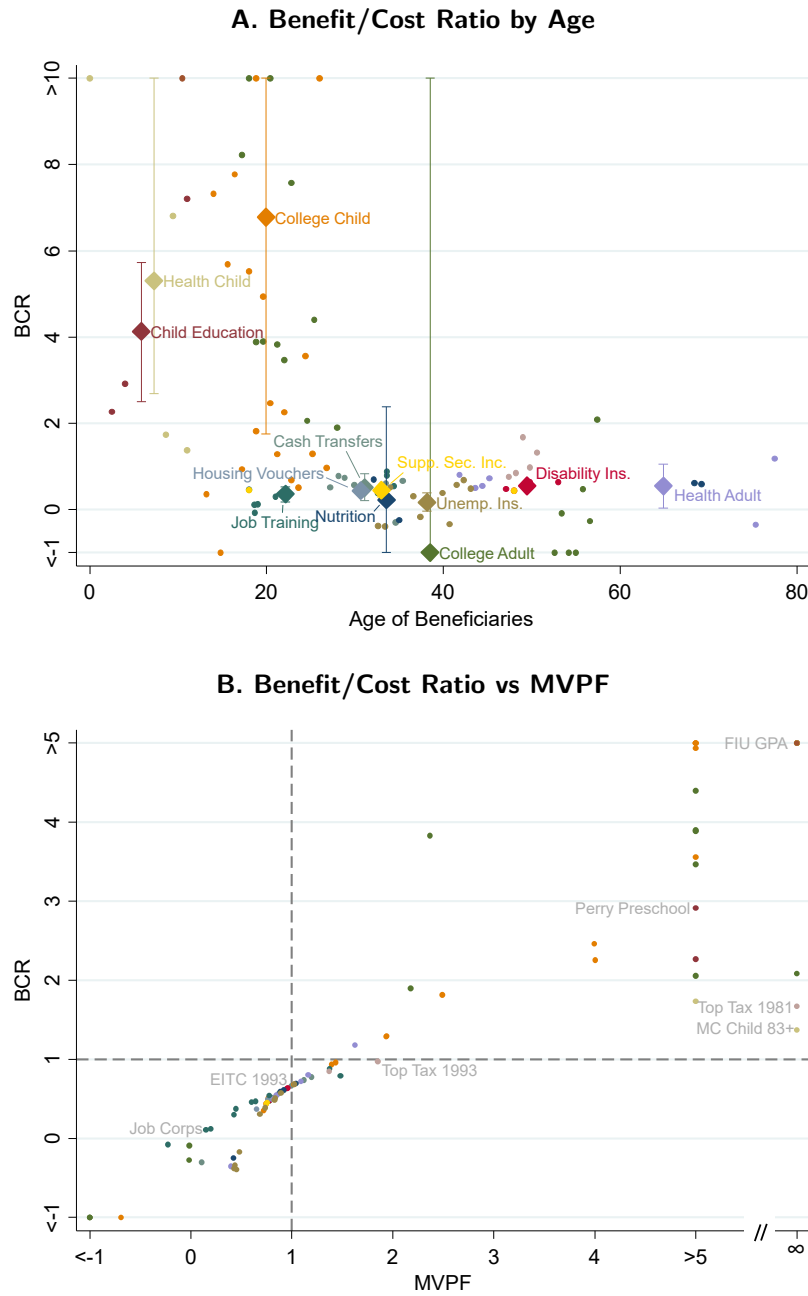 A. Benefit/Cost Ratio by Age
>10
8
6
4
2
0
<-1
BCR
College Child
Health Child
Child Education
Cash Transfers
Supp. Sec. Inc.
Housing Vouchers
Disability Ins.
Health Adult
Unemp. Ins.
Nutrition
Job Training
College Adult
0
20
40
60
80
Age of Beneficiaries
B. Benefit/Cost Ratio vs MVPF
>5
4
3
2
1
0
<-1
BCR
FIU GPA
Perry Preschool
Top Tax 1981
MC Child 83+
Top Tax 1993
EITC 1993
Job Corps
<-1
0
1
2
3
4
>5
//
∞
MVPF